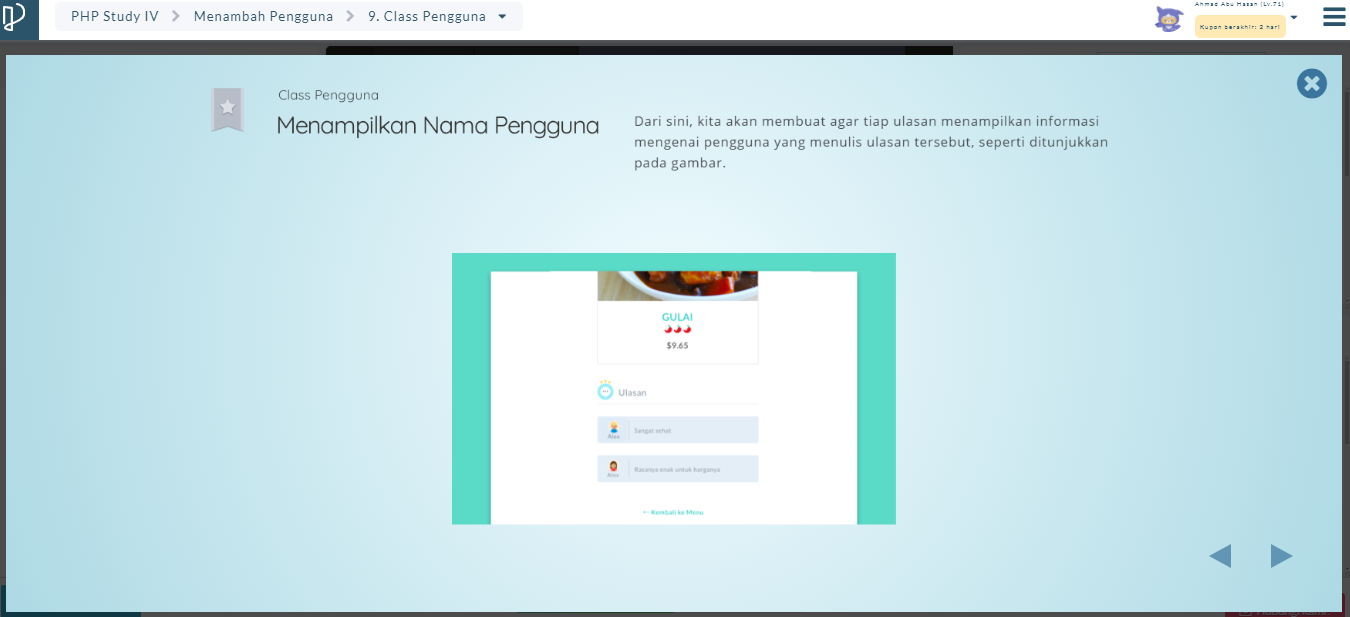 PHP Study IV
Menambah Pengguna
9. Class Pengguna
Ahmad Abu Hasan (Lv.71)
Kupon berakhir: 2 hari
Class Pengguna
Menampilkan Nama Pengguna
Dari sini, kita akan membuat agar tiap ulasan menampilkan informasi
mengenai pengguna yang menulis ulasan tersebut, seperti ditunjukkan
pada gambar.
GULAI
$9.65
Ulasan
Sangat sehat
Rasanya enak untuk harganya
← Kembali ke Menu